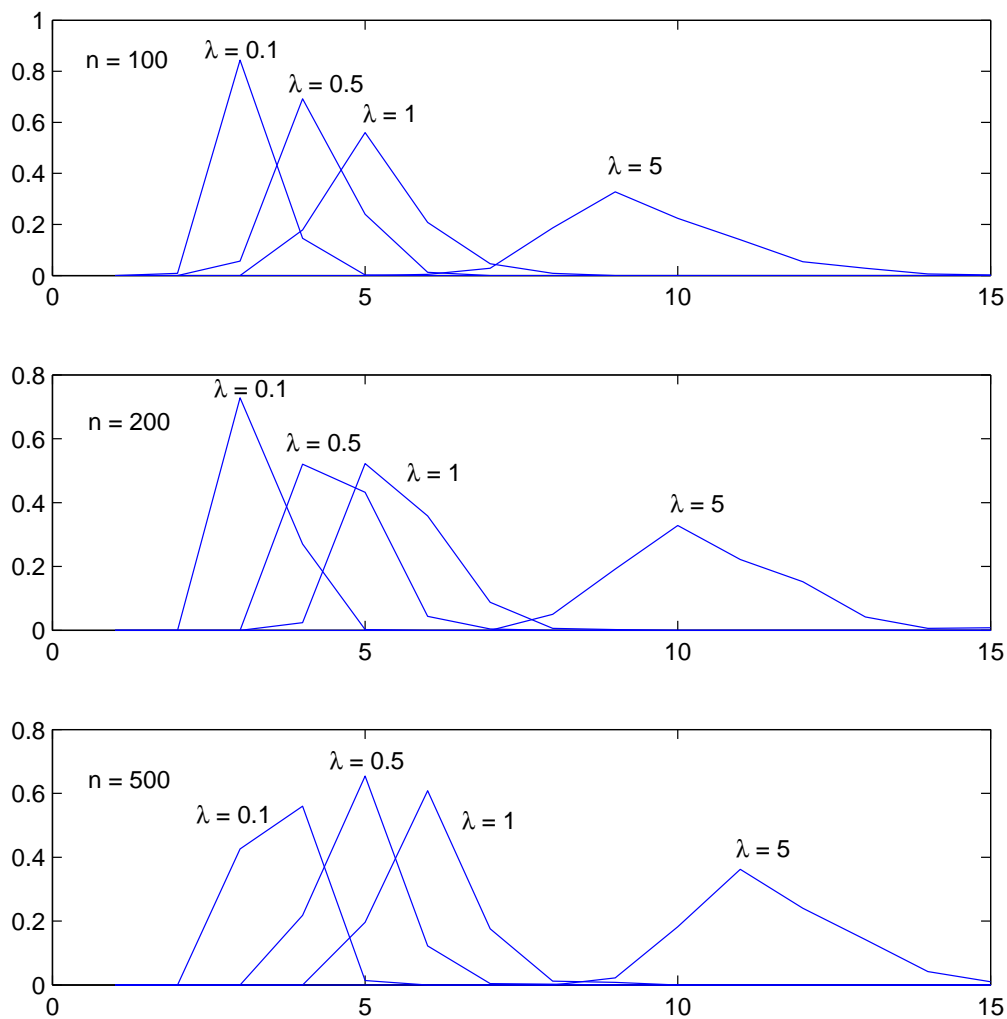 1
λ = 0.1
n = 100
0.8
λ = 0.5
λ = 1
0.6
0.4
λ = 5
0.2
0
0 5 10 15
0.8
λ = 0.1
n = 200
0.6
λ = 0.5
λ = 1
0.4
λ = 5
0.2
0
0 5 10 15
0.8
λ = 0.5
n = 500
0.6
λ = 0.1
λ = 1
0.4
λ = 5
0.2
0
0 5 10 15